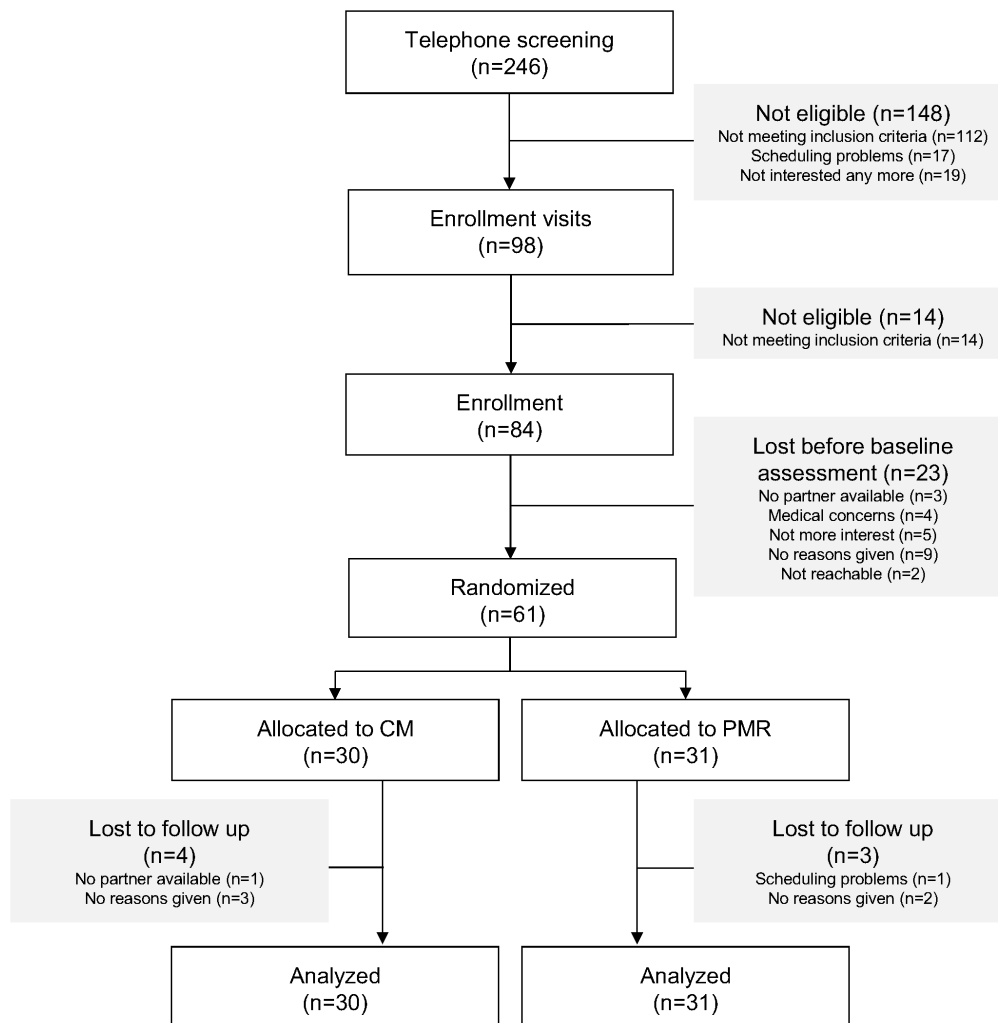 Telephone screening
(n=246)
Not eligible (n=148)
Not meeting inclusion criteria (n=112)
Scheduling problems (n=17)
Not interested any more (n=19)
Enrollment visits
(n=98)
Not eligible (n=14)
Not meeting inclusion criteria (n=14)
Enrollment
(n=84)
Lost before baseline
assessment (n=23)
No partner available (n=3)
Medical concerns (n=4)
Not more interest (n=5)
No reasons given (n=9)
Not reachable (n=2)
Randomized
(n=61)
Allocated to CM
(n=30)
Allocated to PMR
(n=31)
Lost to follow up
(n=4)
No partner available (n=1)
No reasons given (n=3)
Lost to follow up
(n=3)
Scheduling problems (n=1)
No reasons given (n=2)
Analyzed
(n=30)
Analyzed
(n=31)